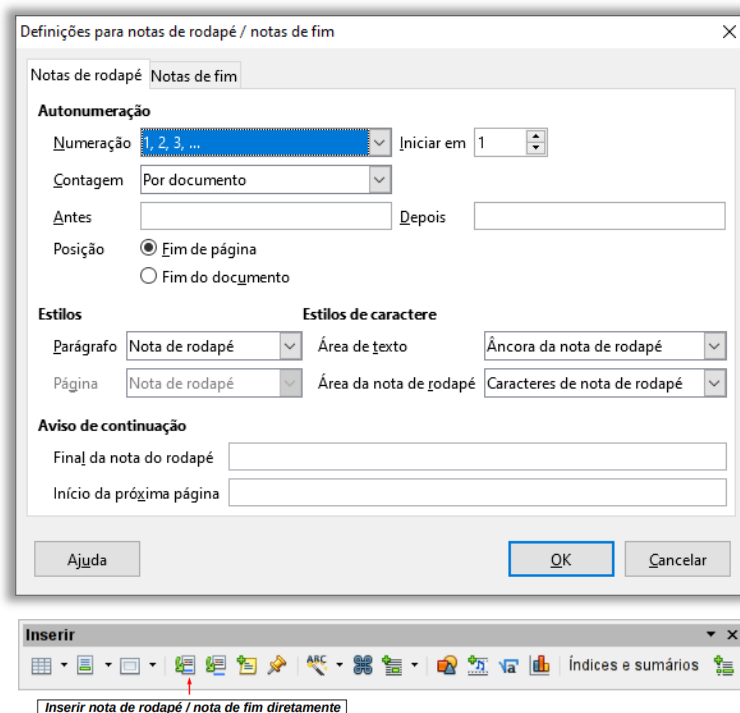 Definições para notas de rodapé / notas de fim
Notas de rodapé Notas de fim
Autonumeração
Numeração 1, 2, 3, ... Iniciar em 1
Contagem Por documento
Antes Depois
Posição Fim de página
Fim do documento
Estilos Estilos de caractere
Parágrafo Nota de rodapé Área de texto Âncora da nota de rodapé
Página Nota de rodapé Área da nota de rodapé Caracteres de nota de rodapé
Aviso de continuação
Final da nota do rodapé
Início da próxima página
Ajuda OK Cancelar
Inserir
ABC √a Índices e sumários
Inserir nota de rodapé / nota de fim diretamente